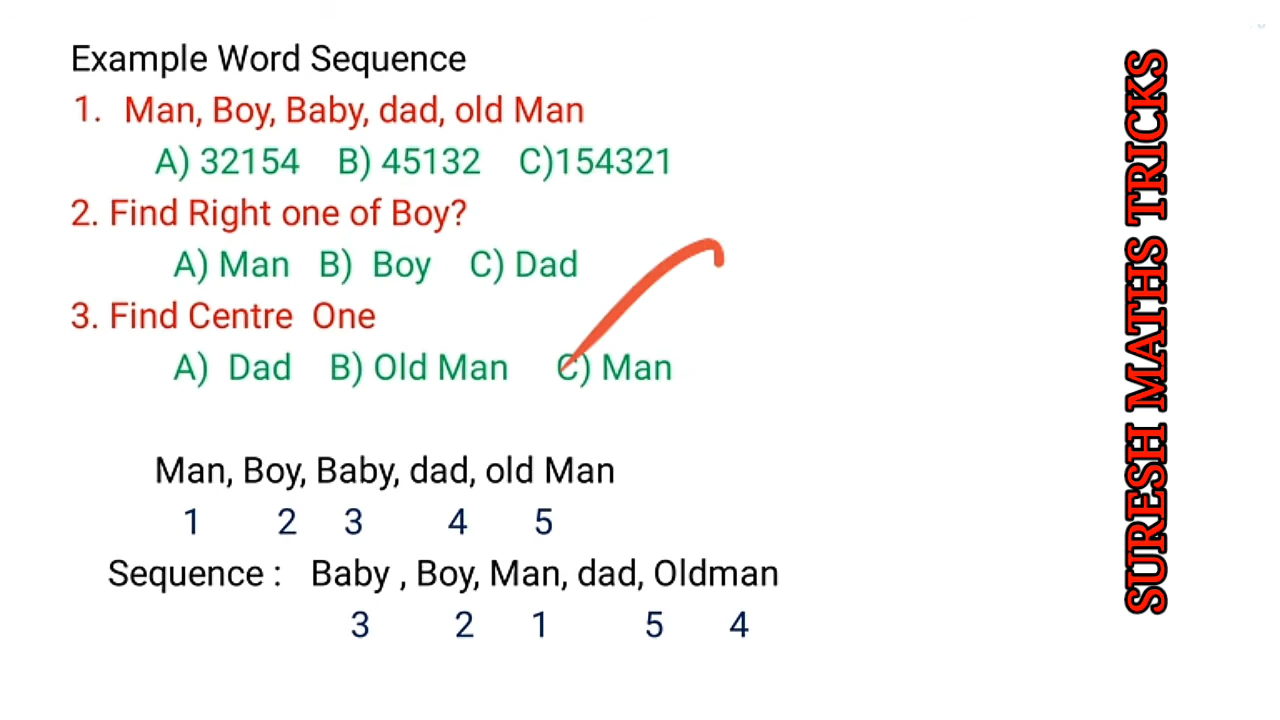 Example Word Sequence
1. Man, Boy, Baby, dad, old Man
A) 32154 B) 45132 C)154321
2. Find Right one of Boy?
A) Man B) Boy C) Dad
3. Find Centre One
A) Dad B) Old Man C) Man
Man, Boy, Baby, dad, old Man
1 2 3 4 5
Sequence : Baby , Boy, Man, dad, Oldman
3 2 1 5 4
SURESH MATHS TRICKS